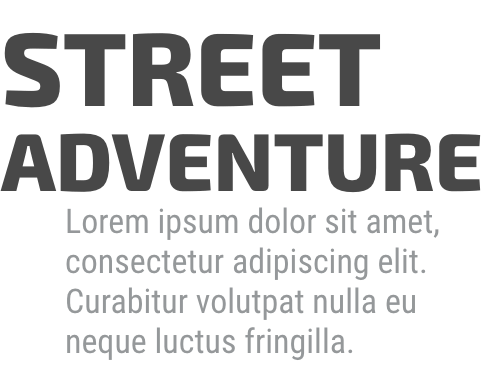 STREET
ADVENTURE
Lorem ipsum dolor sit amet,
consectetur adipiscing elit.
Curabitur volutpat nulla eu
neque luctus fringilla.